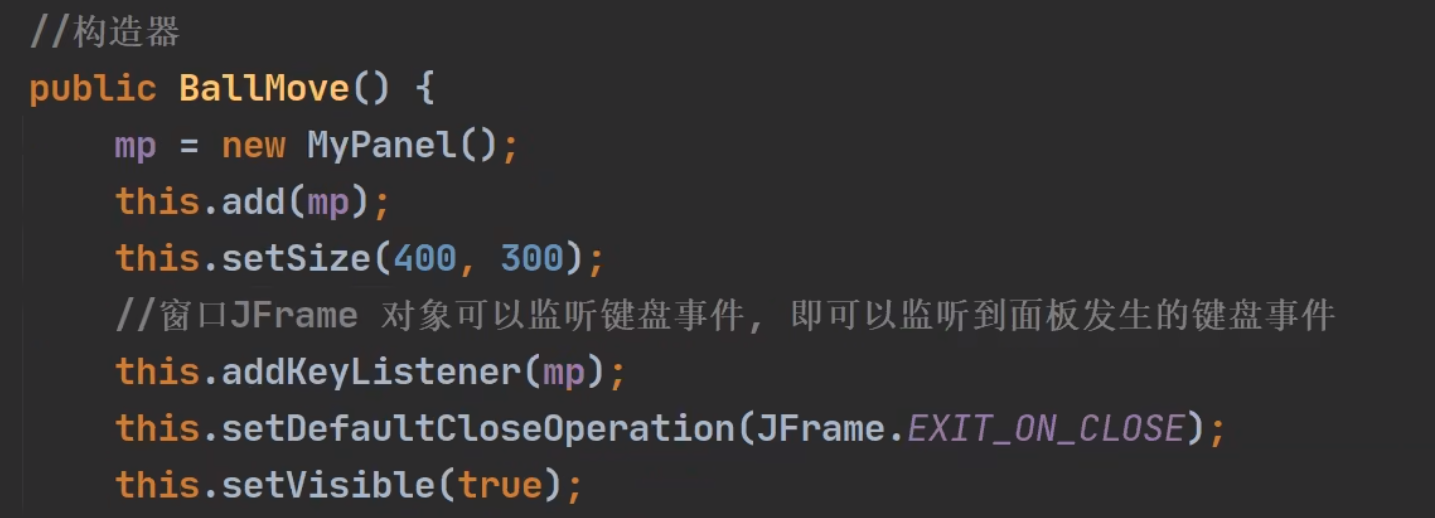 //构造器
public BallMove() {
    mp = new MyPanel();
    this.add(mp);
    this.setSize(400, 300);
    //窗口JFrame 对象可以监听键盘事件, 即可以监听到面板发生的键盘事件
    this.addKeyListener(mp);
    this.setDefaultCloseOperation(JFrame.EXIT_ON_CLOSE);
    this.setVisible(true);